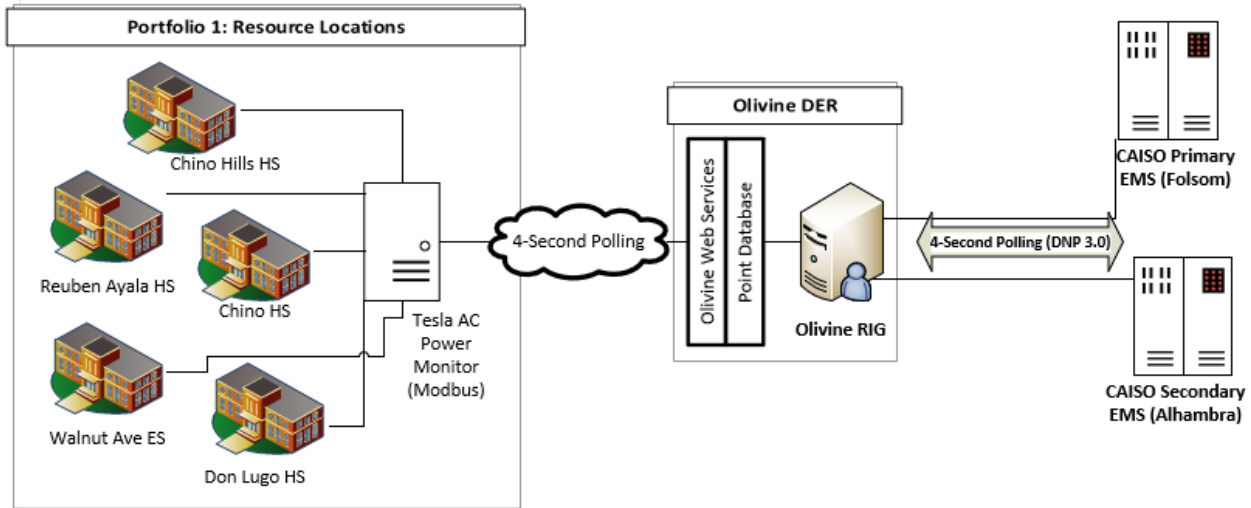 Portfolio 1: Resource Locations
Chino Hills HS
Reuben Ayala HS
Chino HS
Walnut Ave ES
Don Lugo HS
Tesla AC
Power
Monitor
(Modbus)
4-Second Polling
Olivine DER
Olivine Web Services
Point Database
Olivine RIG
4-Second Polling (DNP 3.0)
CAISO Primary
EMS (Folsom)
CAISO Secondary
EMS (Alhambra)